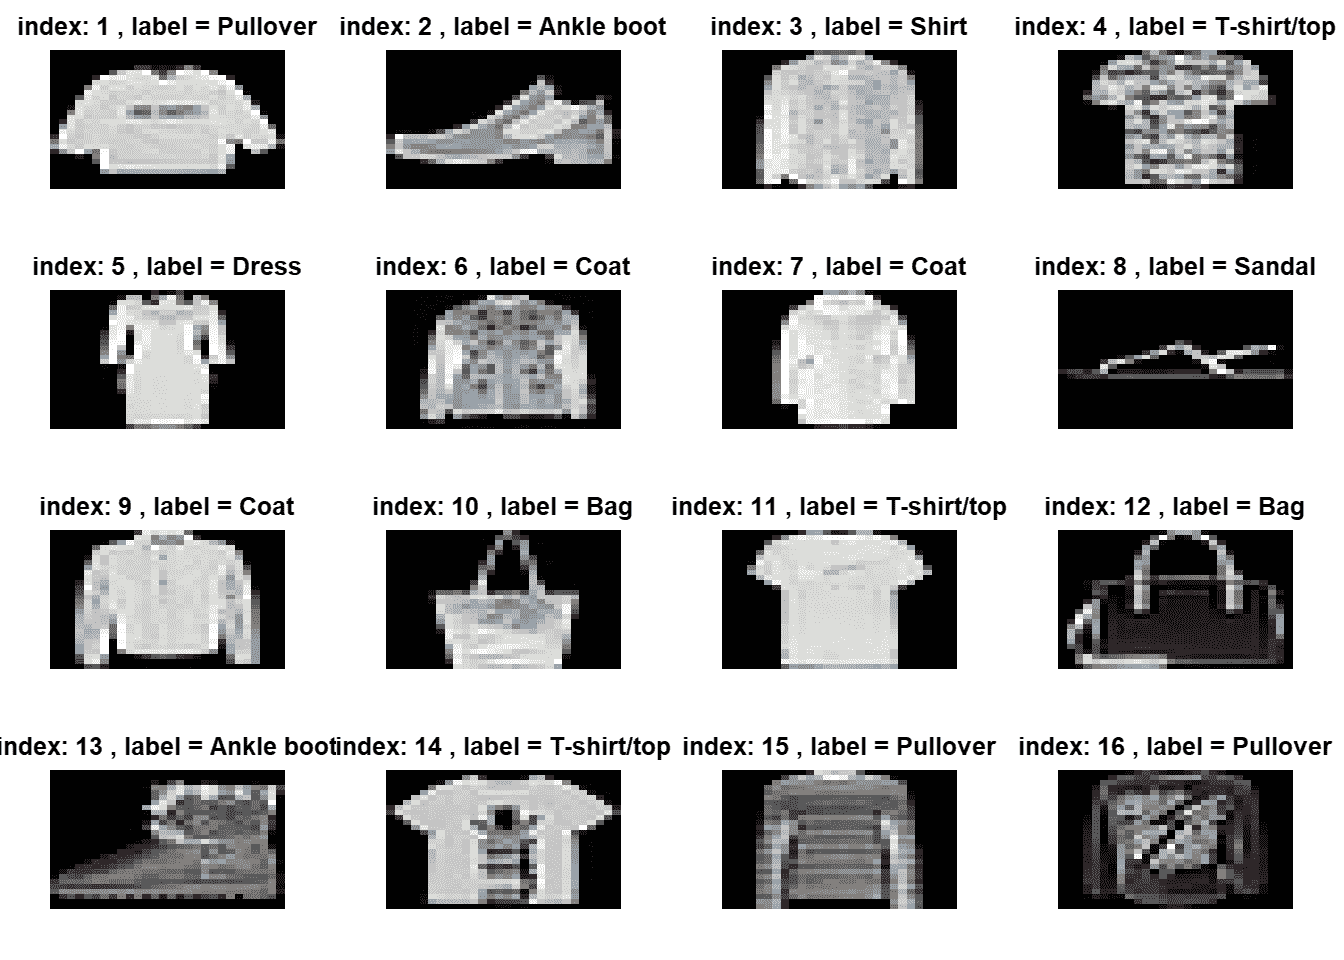 index: 1 , label = Pullover
index: 2 , label = Ankle boot
index: 3 , label = Shirt
index: 4 , label = T-shirt/top
index: 5 , label = Dress
index: 6 , label = Coat
index: 7 , label = Coat
index: 8 , label = Sandal
index: 9 , label = Coat
index: 10 , label = Bag
index: 11 , label = T-shirt/top
index: 12 , label = Bag
index: 13 , label = Ankle boot
index: 14 , label = T-shirt/top
index: 15 , label = Pullover
index: 16 , label = Pullover